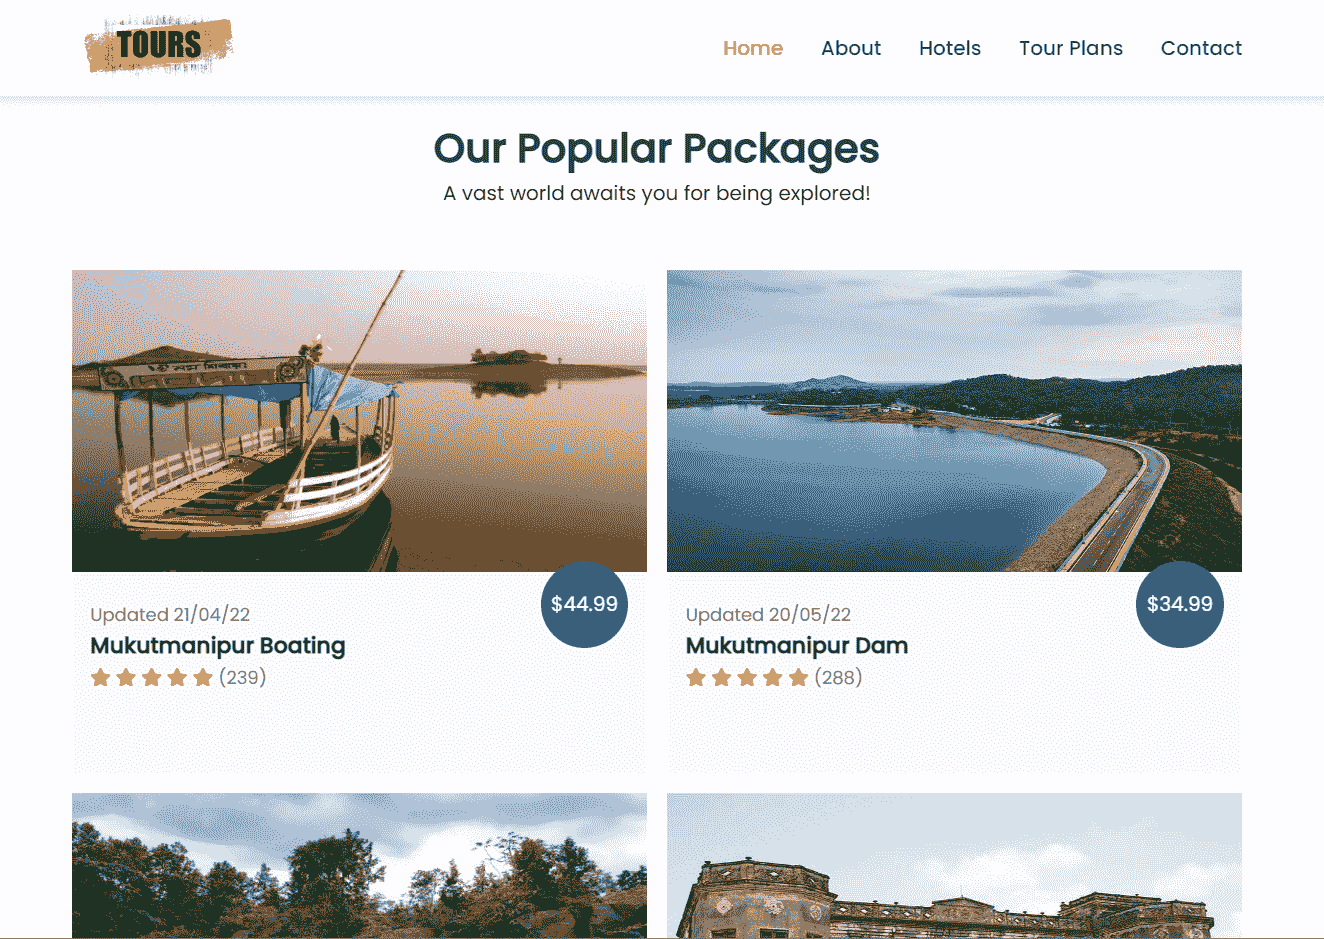 TOURS
Home About Hotels Tour Plans Contact
Our Popular Packages
A vast world awaits you for being explored!
$44.99
Updated 21/04/22
Mukutmanipur Boating
(239)
$34.99
Updated 20/05/22
Mukutmanipur Dam
(288)